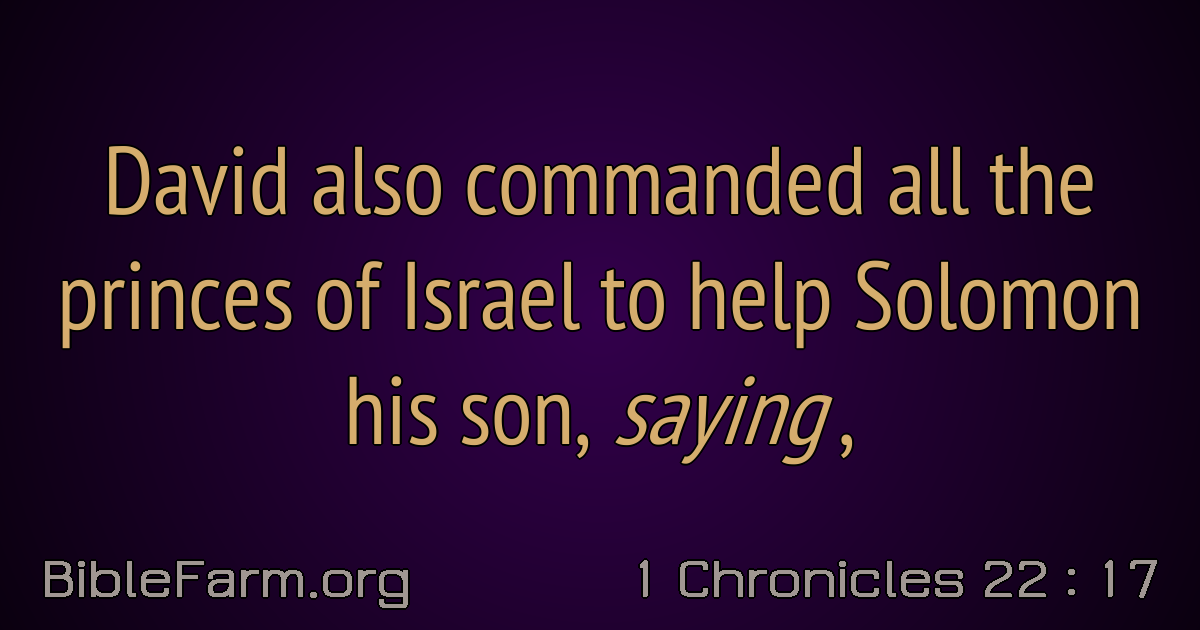 David also commanded all the
princes of Israel to help Solomon
his son, saying ,
BibleFarm.org
1 Chronicles 22 : 17